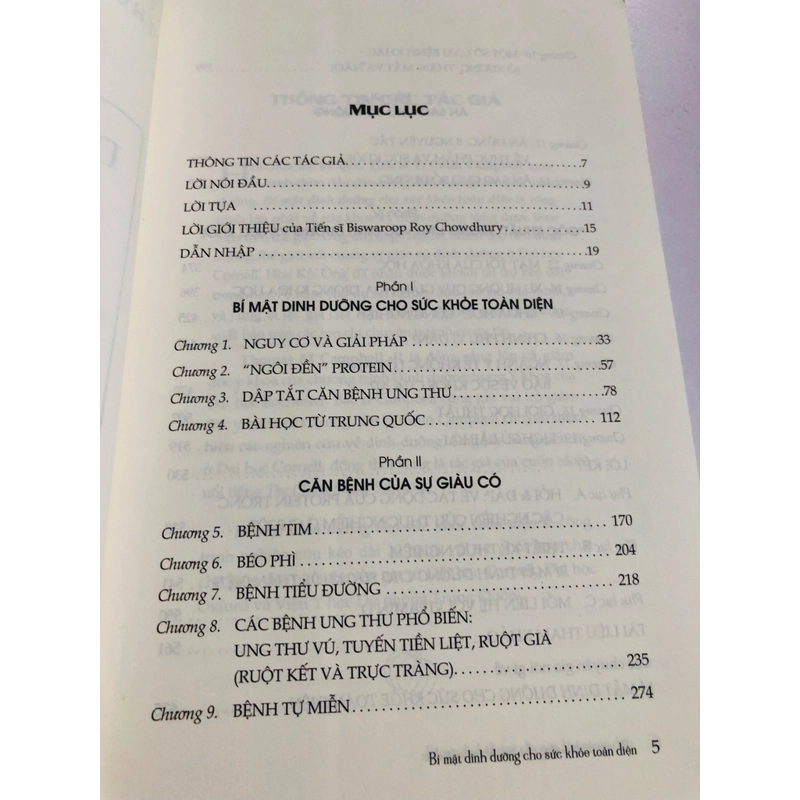 MỤC LỤC
THÔNG TIN CÁC TÁC GIẢ.....7
LỜI NÓI ĐẦU.....9
LỜI TỰA.....11
LỜI GIỚI THIỆU của Tiến sĩ Biswaroop Roy Chowdhury.....15
DẪN NHẬP.....19
Phần I
BÍ MẬT DINH DƯỠNG CHO SỨC KHỎE TOÀN DIỆN
Chương 1. NGUY CƠ VÀ GIẢI PHÁP.....33
Chương 2. “NGÔI ĐỀN” PROTEIN.....57
Chương 3. DẬP TẮT CĂN BỆNH UNG THƯ.....78
Chương 4. BÀI HỌC TỪ TRUNG QUỐC.....112
Phần II
CĂN BỆNH CỦA SỰ GIÀU CÓ
Chương 5. BỆNH TIM.....170
Chương 6. BÉO PHÌ.....204
Chương 7. BỆNH TIỂU ĐƯỜNG.....218
Chương 8. CÁC BỆNH UNG THƯ PHỔ BIẾN:
UNG THƯ VÚ, TUYẾN TIỀN LIỆT, RUỘT GIÀ
(RUỘT KẾT VÀ TRỰC TRÀNG).....235
Chương 9. BỆNH TỰ MIỄN.....274
Bí mật dinh dưỡng cho sức khỏe toàn diện 5